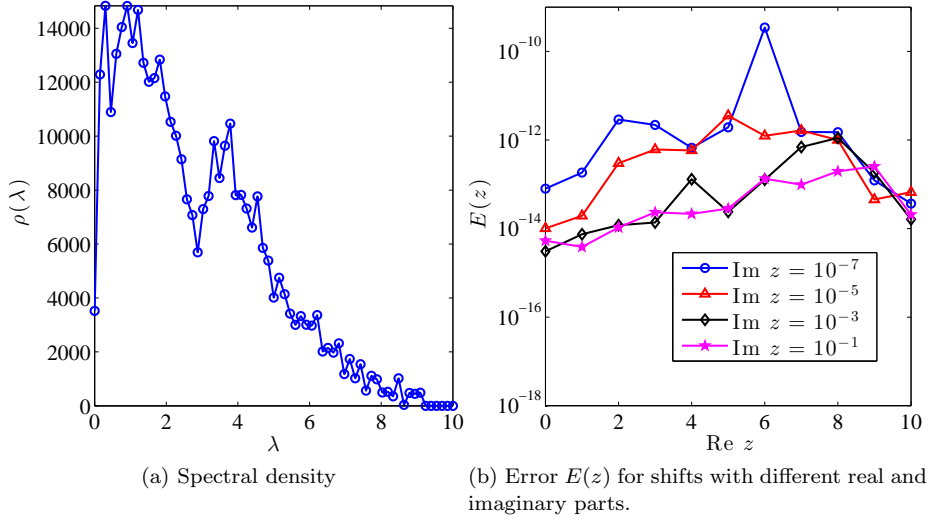 14000
12000
10000
8000
6000
4000
2000
0
ρ(λ)
0 2 4 6 8 10
λ
(a) Spectral density
10⁻¹⁰
10⁻¹²
10⁻¹⁴
10⁻¹⁶
10⁻¹⁸
E(z)
Im z = 10⁻⁷
Im z = 10⁻⁵
Im z = 10⁻³
Im z = 10⁻¹
0 2 4 6 8 10
Re z
(b) Error E(z) for shifts with different real and
imaginary parts.